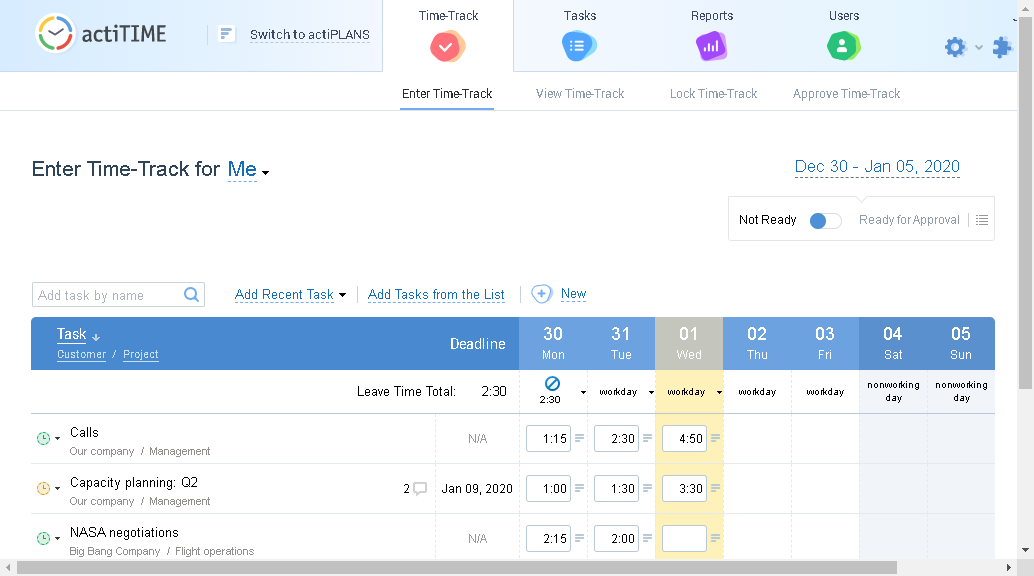 actiTIME
Switch to actiPLANS
Time-Track
Tasks
Reports
Users
Enter Time-Track
View Time-Track
Lock Time-Track
Approve Time-Track
Enter Time-Track for Me
Dec 30 - Jan 05, 2020
Not Ready
Ready for Approval
Add task by name
Add Recent Task
Add Tasks from the List
New
Task
Customer / Project
Deadline
30 31 01 02 03 04 05
Mon Tue Wed Thu Fri Sat Sun
Leave Time Total: 2:30
2:30
workday
workday
workday
workday
nonworking
day
nonworking
day
Calls
Our company / Management
N/A
1:15 2:30 4:50
Capacity planning: Q2
Our company / Management
2
Jan 09, 2020
1:00 1:30 3:30
NASA negotiations
Big Bang Company / Flight operations
N/A
2:15 2:00